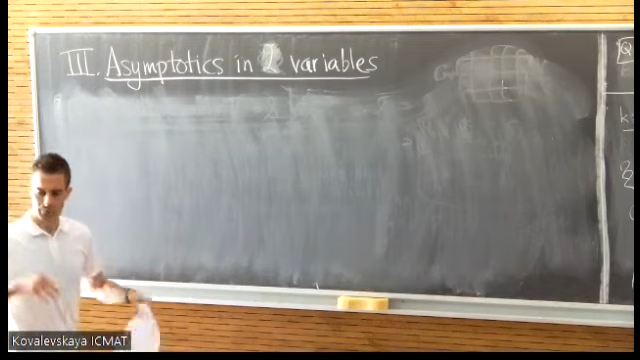 III. Asymptotics in 2 variables
Q
k
Kovalevskaya ICMAT